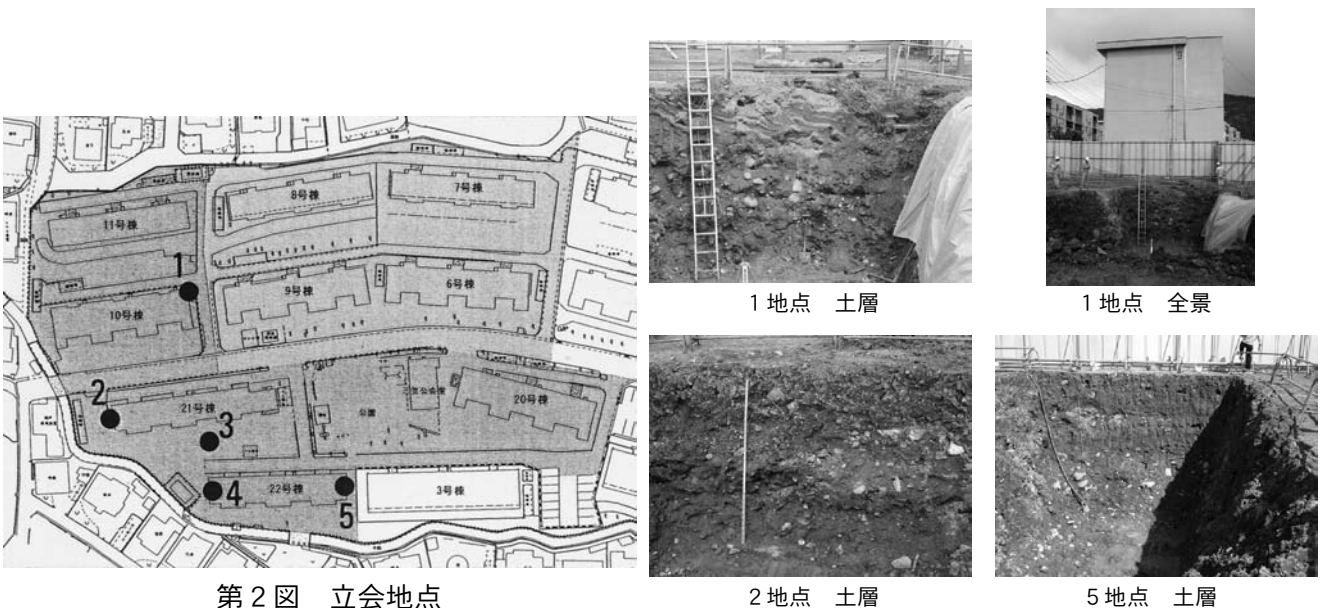 8号棟
7号棟
11号棟
1
9号棟
6号棟
10号棟
2
21号棟
3
公園
20号棟
4
22号棟
5
3号棟
第2図 立会地点
1地点 土層
1地点 全景
2地点 土層
5地点 土層